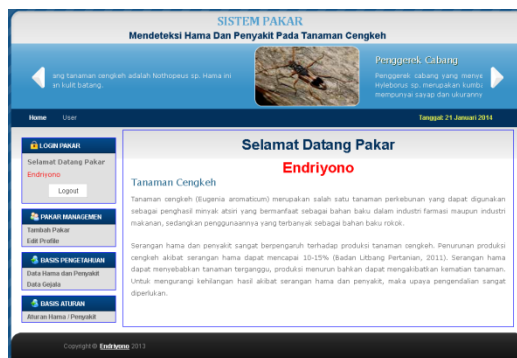 SISTEM PAKAR
Mendeteksi Hama Dan Penyakit Pada Tanaman Cengkeh
ang tanaman cengkeh adalah Nothopeus sp. Hama ini
an kulit batang.
Penggerek Cabang
Penggerek cabang yang menye
Xyleborus sp. merupakan kumba
mempunyai sayap dan ukuranny
Home User
Tanggal: 21 Januari 2014
LOGIN PAKAR
Selamat Datang Pakar
Endriyono
Logout
PAKAR MANAGEMEN
Tambah Pakar
Edit Profile
BASIS PENGETAHUAN
Data Hama dan Penyakit
Data Gejala
BASIS ATURAN
Aturan Hama / Penyakit
Selamat Datang Pakar
Endriyono
Tanaman Cengkeh
Tanaman cengkeh (Eugenia aromaticum) merupakan salah satu tanaman perkebunan yang dapat digunakan
sebagai penghasil minyak atsiri yang bermanfaat sebagai bahan baku dalam industri farmasi maupun industri
makanan, sedangkan penggunaannya yang terbanyak sebagai bahan baku rokok.
Serangan hama dan penyakit sangat berpengaruh terhadap produksi tanaman cengkeh. Penurunan produksi
cengkeh akibat serangan hama dapat mencapai 10-15% (Badan Litbang Pertanian, 2011). Serangan hama
dapat menyebabkan tanaman terganggu, produksi menurun bahkan dapat mengakibatkan kematian tanaman.
Untuk mengurangi kehilangan hasil akibat serangan hama dan penyakit, maka upaya pengendalian sangat
diperlukan.
Copyright © Endriyono 2013